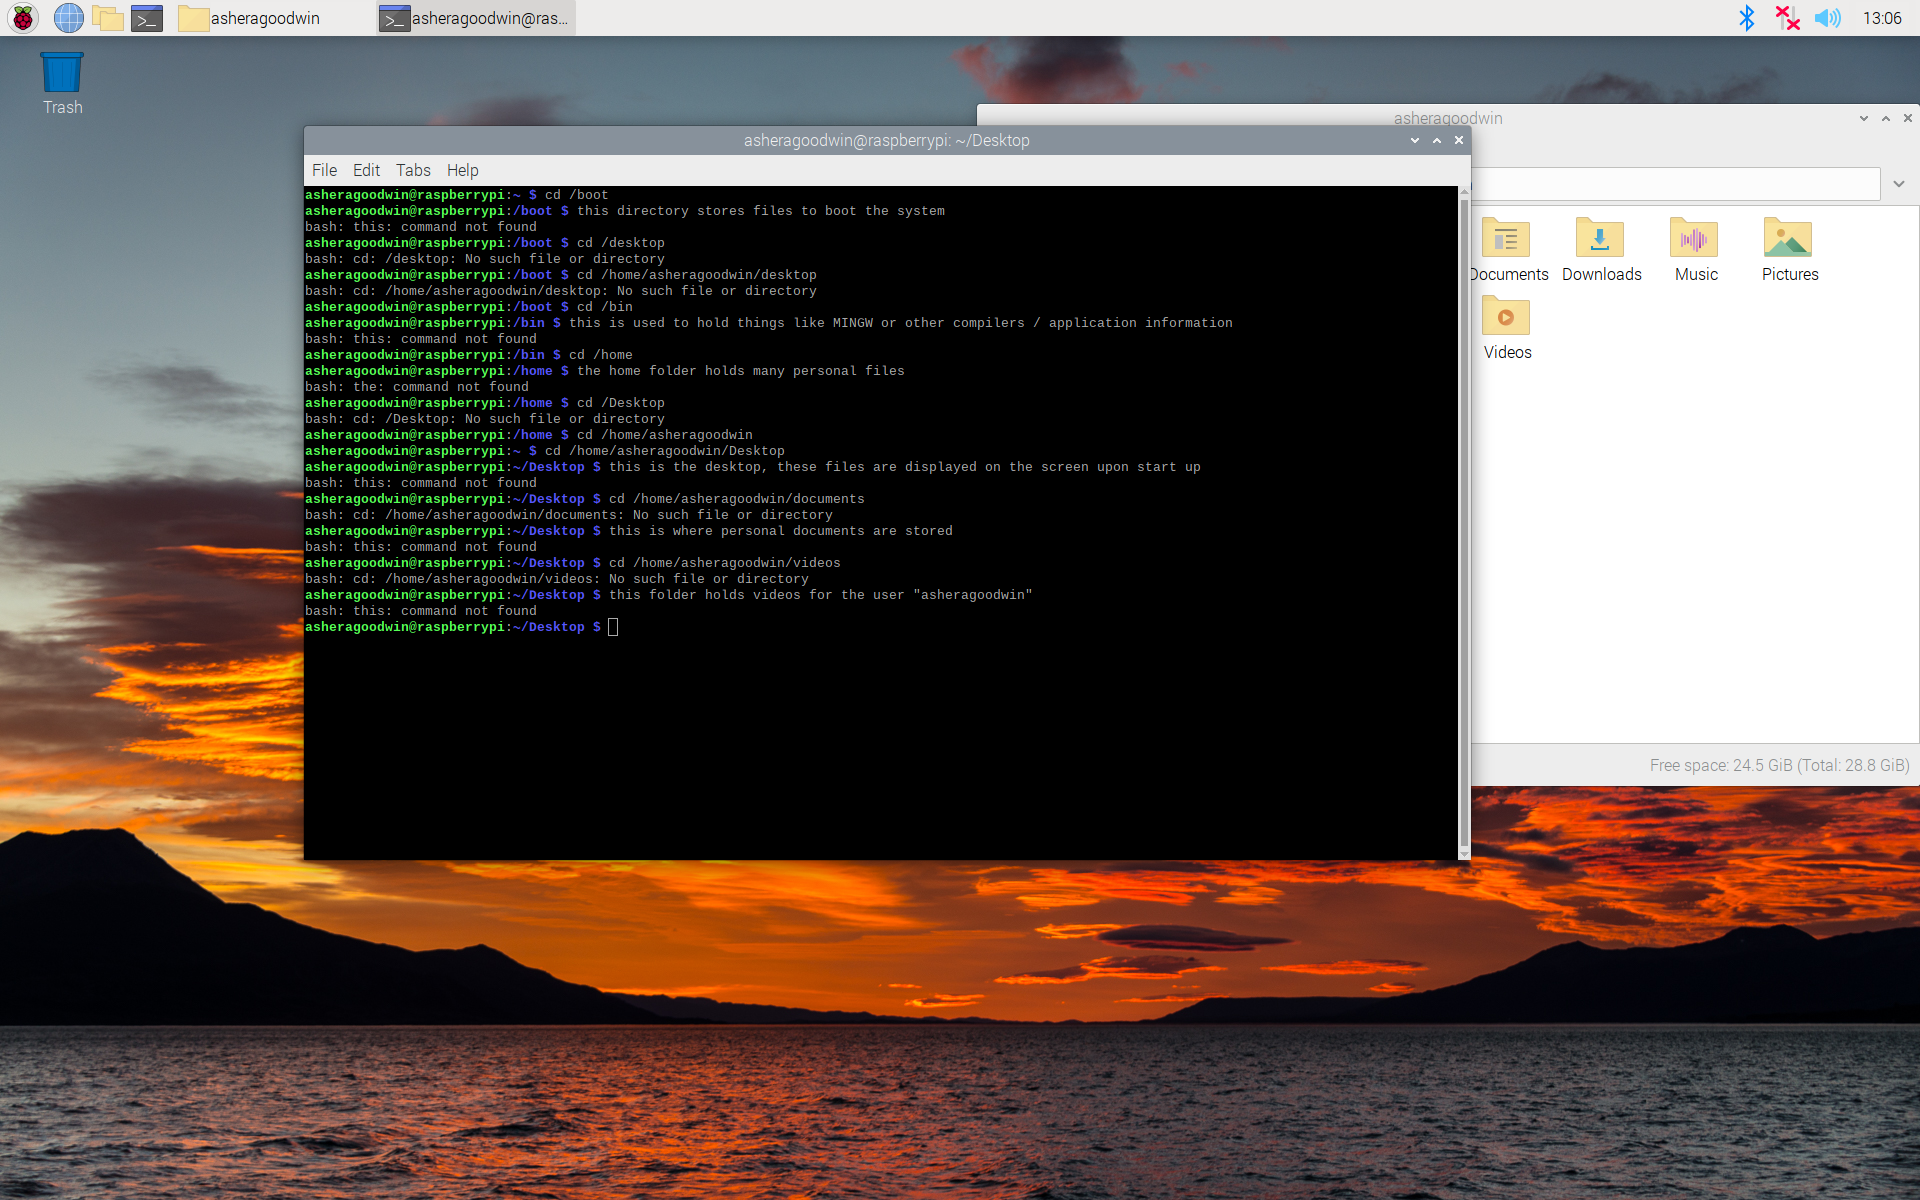 asheragoodwin
asheragoodwin@ras...
13:06
Trash
asheragoodwin
asheragoodwin@raspberrypi: ~/Desktop
File Edit Tabs Help
asheragoodwin@raspberrypi:~ $ cd /boot
asheragoodwin@raspberrypi:/boot $ this directory stores files to boot the system
bash: this: command not found
asheragoodwin@raspberrypi:/boot $ cd /desktop
bash: cd: /desktop: No such file or directory
asheragoodwin@raspberrypi:/boot $ cd /home/asheragoodwin/desktop
bash: cd: /home/asheragoodwin/desktop: No such file or directory
asheragoodwin@raspberrypi:/boot $ cd /bin
asheragoodwin@raspberrypi:/bin $ this is used to hold things like MINGW or other compilers / application information
bash: this: command not found
asheragoodwin@raspberrypi:/bin $ cd /home
asheragoodwin@raspberrypi:/home $ the home folder holds many personal files
bash: the: command not found
asheragoodwin@raspberrypi:/home $ cd /Desktop
bash: cd: /Desktop: No such file or directory
asheragoodwin@raspberrypi:/home $ cd /home/asheragoodwin
asheragoodwin@raspberrypi:~ $ cd /home/asheragoodwin/Desktop
asheragoodwin@raspberrypi:~/Desktop $ this is the desktop, these files are displayed on the screen upon start up
bash: this: command not found
asheragoodwin@raspberrypi:~/Desktop $ cd /home/asheragoodwin/documents
bash: cd: /home/asheragoodwin/documents: No such file or directory
asheragoodwin@raspberrypi:~/Desktop $ this is where personal documents are stored
bash: this: command not found
asheragoodwin@raspberrypi:~/Desktop $ cd /home/asheragoodwin/videos
bash: cd: /home/asheragoodwin/videos: No such file or directory
asheragoodwin@raspberrypi:~/Desktop $ this folder holds videos for the user "asheragoodwin"
bash: this: command not found
asheragoodwin@raspberrypi:~/Desktop $
Documents Downloads Music Pictures
Videos
Free space: 24.5 GiB (Total: 28.8 GiB)